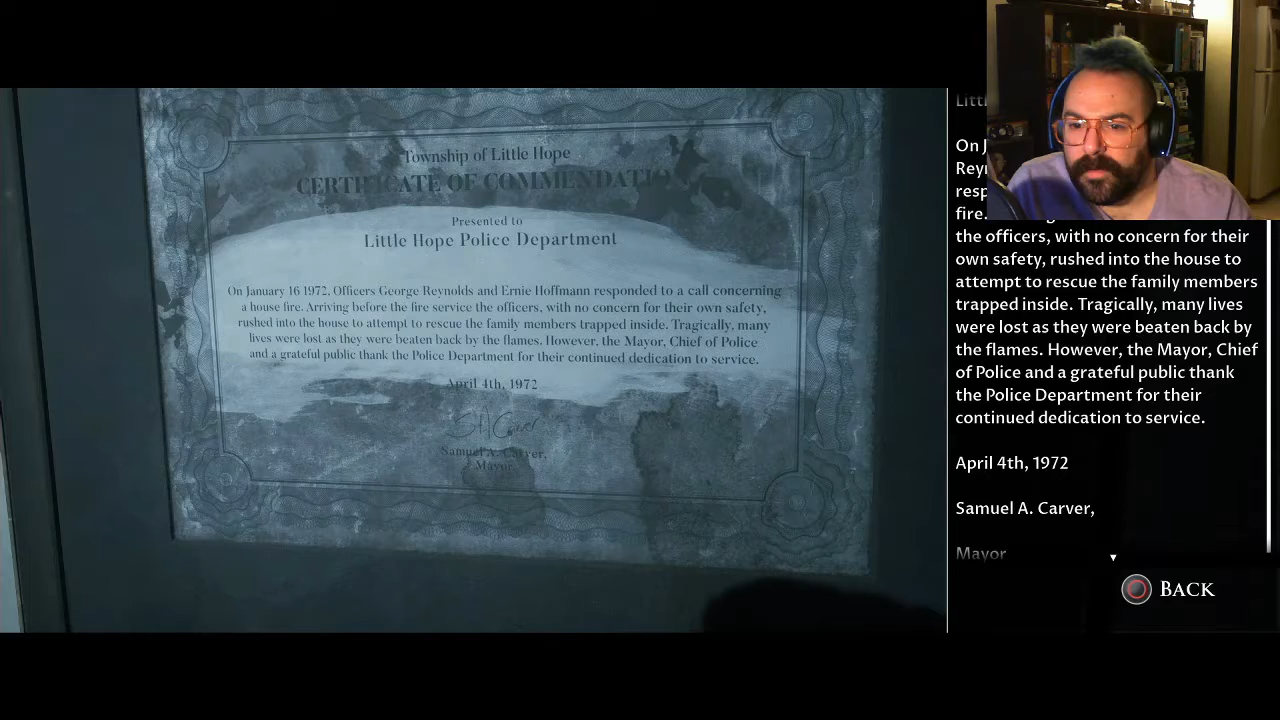 Township of Little Hope
CERTIFICATE OF COMMENDATIO
Presented to
Little Hope Police Department
On January 16 1972, Officers George Reynolds and Ernie Hoffmann responded to a call concerning
a house fire. Arriving before the fire service the officers, with no concern for their own safety,
rushed into the house to attempt to rescue the family members trapped inside. Tragically, many
lives were lost as they were beaten back by the flames. However, the Mayor, Chief of Police
and a grateful public thank the Police Department for their continued dedication to service.
April 4th, 1972
Samuel A. Carver,
Mayor
On J
Rey
resp
fire.
the officers, with no concern for their
own safety, rushed into the house to
attempt to rescue the family members
trapped inside. Tragically, many lives
were lost as they were beaten back by
the flames. However, the Mayor, Chief
of Police and a grateful public thank
the Police Department for their
continued dedication to service.
April 4th, 1972
Samuel A. Carver,
Mayor
BACK